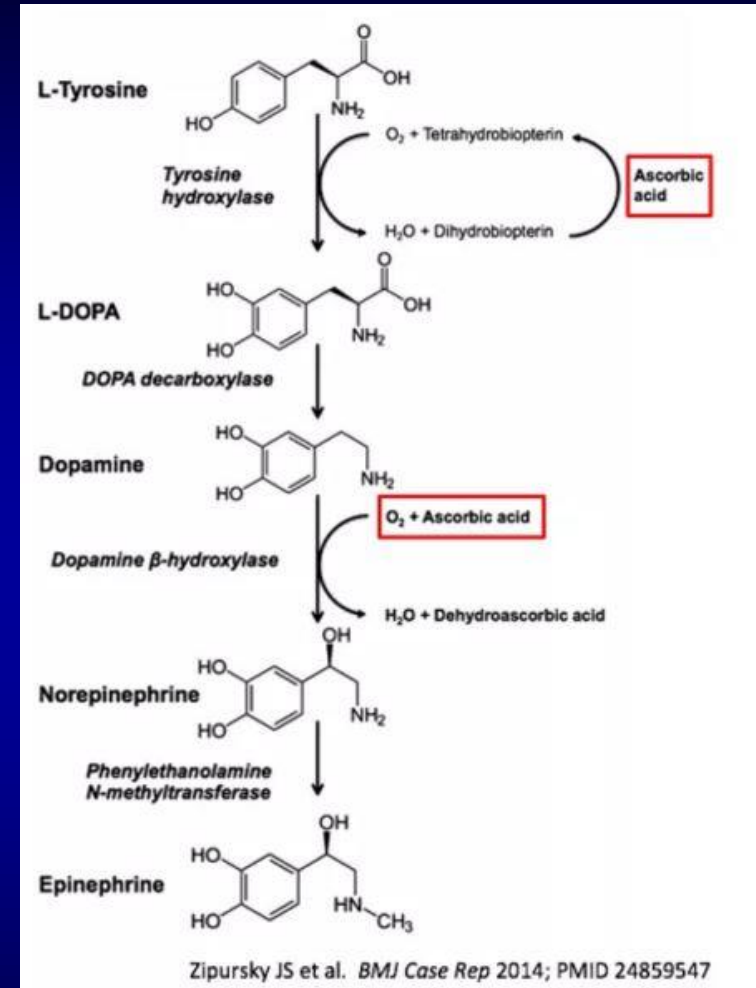 O
OH
L-Tyrosine
NH₂
HO
O₂ + Tetrahydrobiopterin
Tyrosine
hydroxylase
Ascorbic
acid
H₂O + Dihydrobiopterin
O
HO
OH
L-DOPA
NH₂
HO
DOPA decarboxylase
HO
Dopamine
NH₂
HO
O₂ + Ascorbic acid
Dopamine β-hydroxylase
H₂O + Dehydroascorbic acid
OH
HO
Norepinephrine
NH₂
HO
Phenylethanolamine
N-methyltransferase
OH
HO
Epinephrine
HN
CH₃
HO
Zipursky JS et al. BMJ Case Rep 2014; PMID 24859547